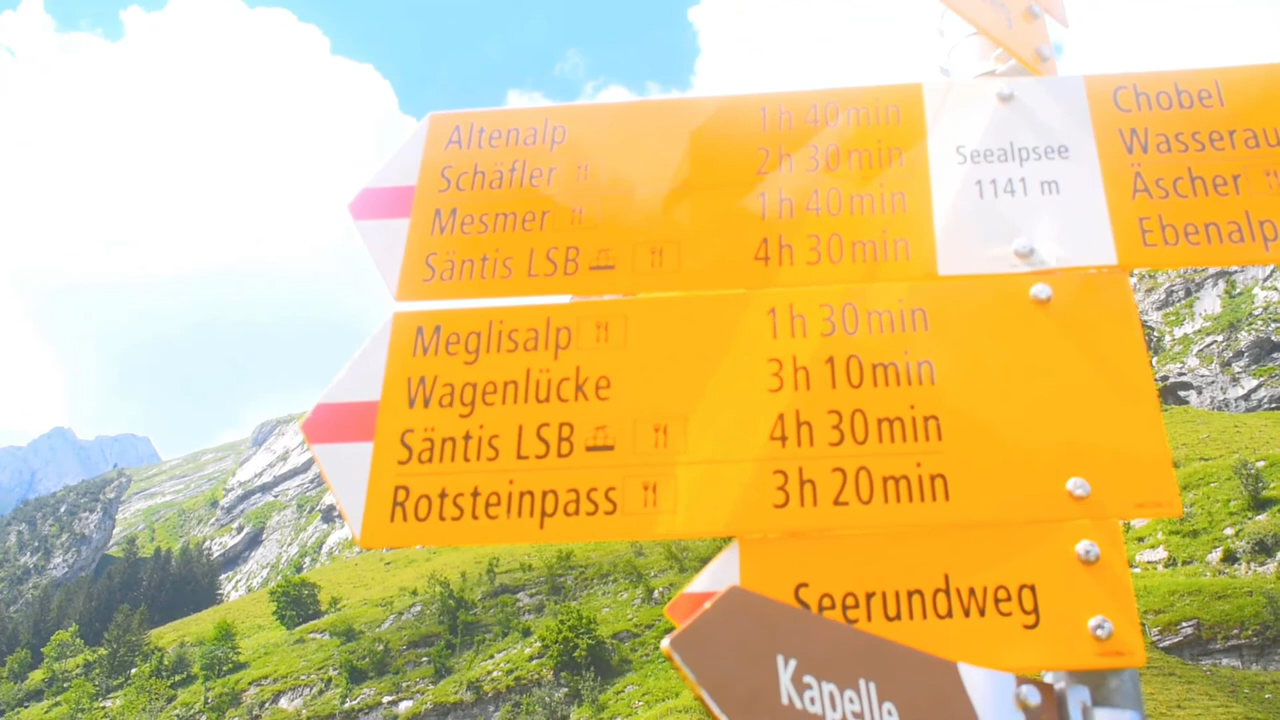 Altenalp 1h 40min
Schäfler 2h 30min
Mesmer 1h 40min
Säntis LSB 4h 30min
Seealpsee
1141 m
Chobel
Wasserau
Äscher
Ebenalp
Meglisalp 1h 30min
Wagenlücke 3h 10min
Säntis LSB 4h 30min
Rotsteinpass 3h 20min
Seerundweg
Kapelle